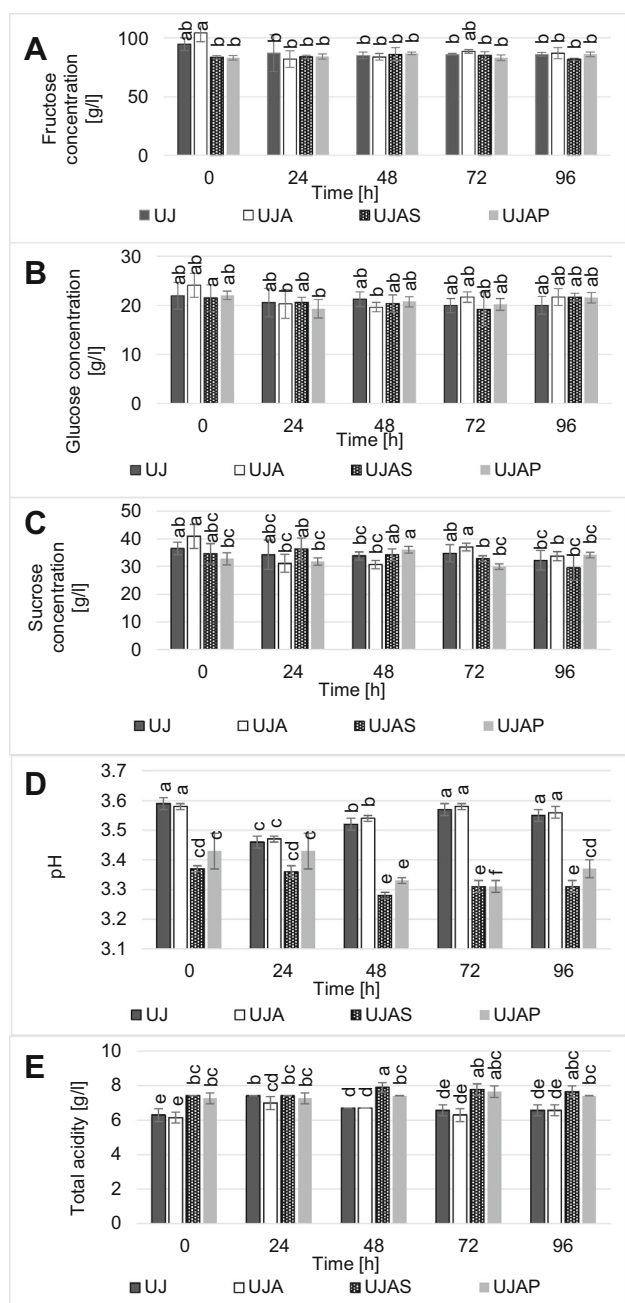 A
Fructose
concentration
[g/l]
100
50
0
ab a b b
b b b b
b b b b
b ab b b
b b b b
0 24 48 72 96
Time [h]
UJ UJA UJAS UJAP
B
Glucose concentration
[g/l]
30
20
10
0
ab ab a ab
ab b ab b
ab b ab ab
ab ab b ab
ab ab ab ab
0 24 48 72 96
Time [h]
UJ UJA UJAS UJAP
C
Sucrose
concentration
[g/l]
50
40
30
20
10
0
ab a abc bc
abc bc ab bc
bc bc ab a
ab a b bc
bc b bc bc
0 24 48 72 96
Time [h]
UJ UJA UJAS UJAP
D
pH
3.7
3.6
3.5
3.4
3.3
3.2
3.1
a a cd c
c c cd c
b b e e
a a e f
a a e cd
0 24 48 72 96
Time [h]
UJ UJA UJAS UJAP
E
Total acidity [g/l]
10
8
6
4
2
0
e e bc bc
b cd bc bc
d d a bc
de de ab abc
de de abc bc
0 24 48 72 96
Time [h]
UJ UJA UJAS UJAP